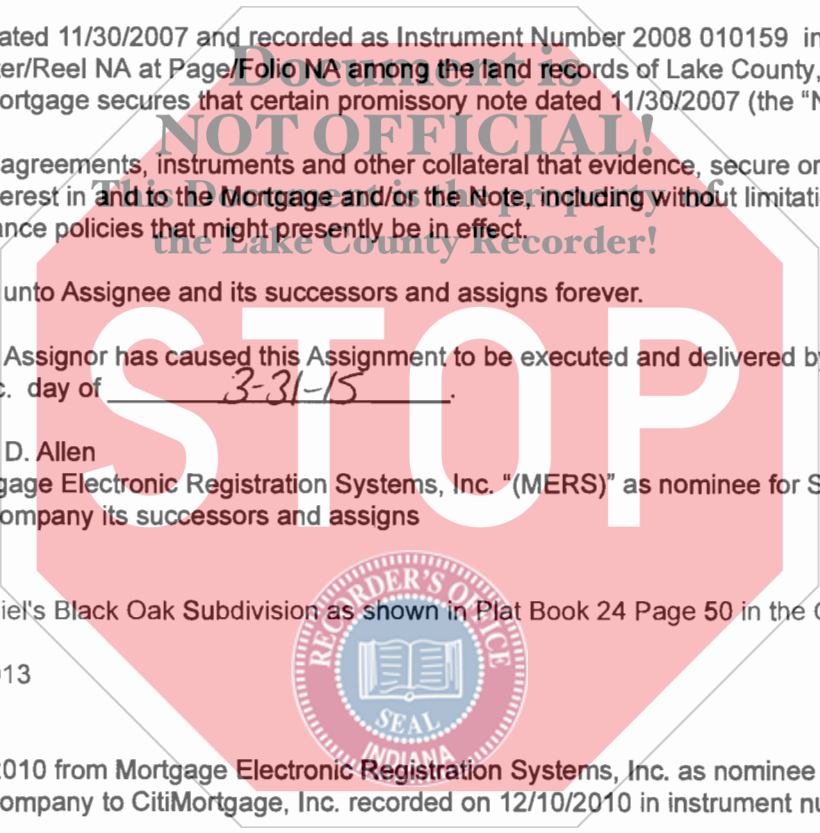 ated 11/30/2007 and recorded as Instrument Number 2008 010159 in
Document is
er/Reel NA at Page/Folio NA among the land records of Lake County,
ortgage secures that certain promissory note dated 11/30/2007 (the “N
NOT OFFICIAL!
agreements, instruments and other collateral that evidence, secure or
This Document is the property of
erest in and to the Mortgage and/or the Note, including without limitati
ance policies that might presently be in effect.
the Lake County Recorder!
unto Assignee and its successors and assigns forever.
STOP
Assignor has caused this Assignment to be executed and delivered by
c. day of 3-31-15.
D. Allen
gage Electronic Registration Systems, Inc. “(MERS)” as nominee for S
ompany its successors and assigns
iel's Black Oak Subdivision as shown in Plat Book 24 Page 50 in the
RECORDER'S OFFICE
013
SEAL
INDIANA
2010 from Mortgage Electronic Registration Systems, Inc. as nominee
ompany to CitiMortgage, Inc. recorded on 12/10/2010 in instrument nu